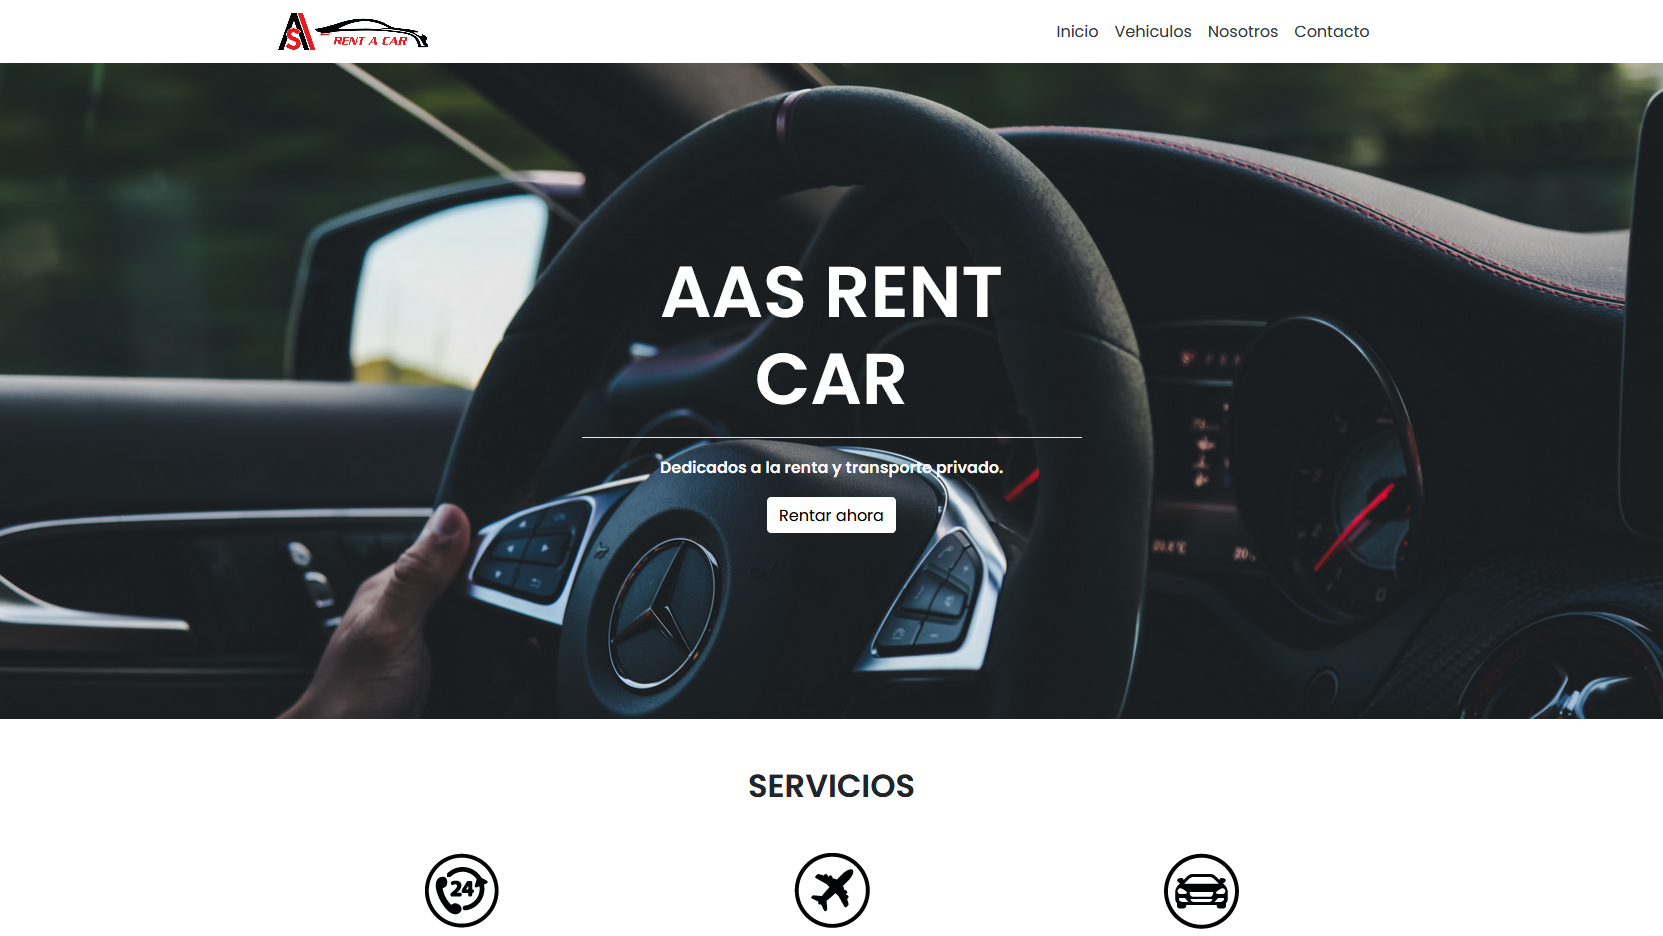 AS RENT A CAR
Inicio Vehiculos Nosotros Contacto
AAS RENT
CAR
Dedicados a la renta y transporte privado.
Rentar ahora
SERVICIOS
24